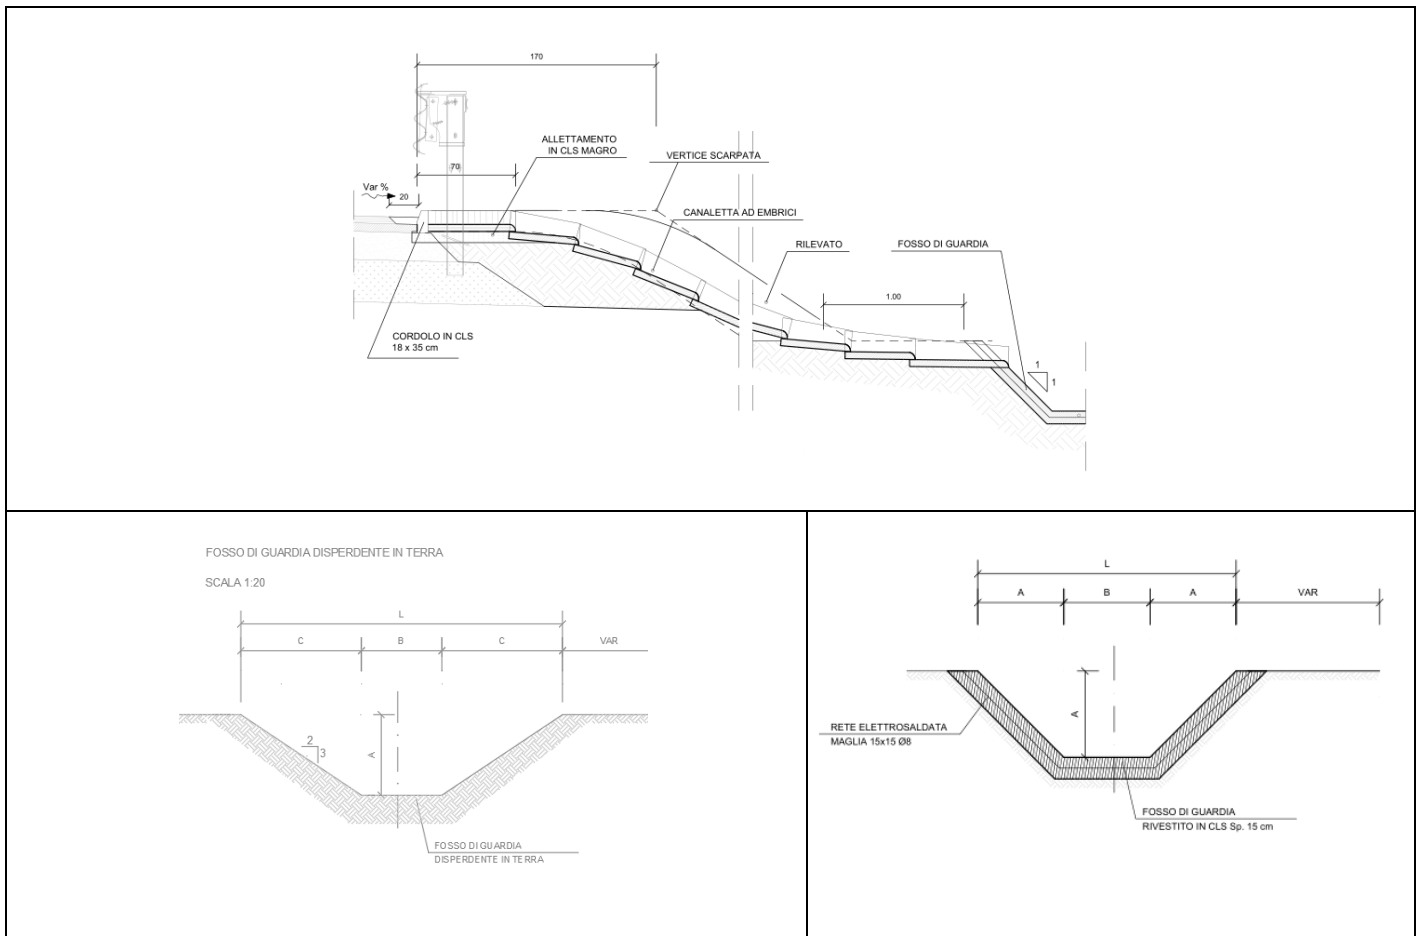 170
ALLETTAMENTO
IN CLS MAGRO
VERTICE SCARPATA
70
Var %
20
CANALETTA AD EMBRICI
RILEVATO
FOSSO DI GUARDIA
1.00
CORDOLO IN CLS
18 x 35 cm
1
1
FOSSO DI GUARDIA DISPERDENTE IN TERRA
SCALA 1:20
L
C B C VAR
2
3
A
FOSSO DI GUARDIA
DISPERDENTE IN TERRA
L
A B A VAR
A
RETE ELETTROSALDATA
MAGLIA 15x15 Ø8
FOSSO DI GUARDIA
RIVESTITO IN CLS Sp. 15 cm